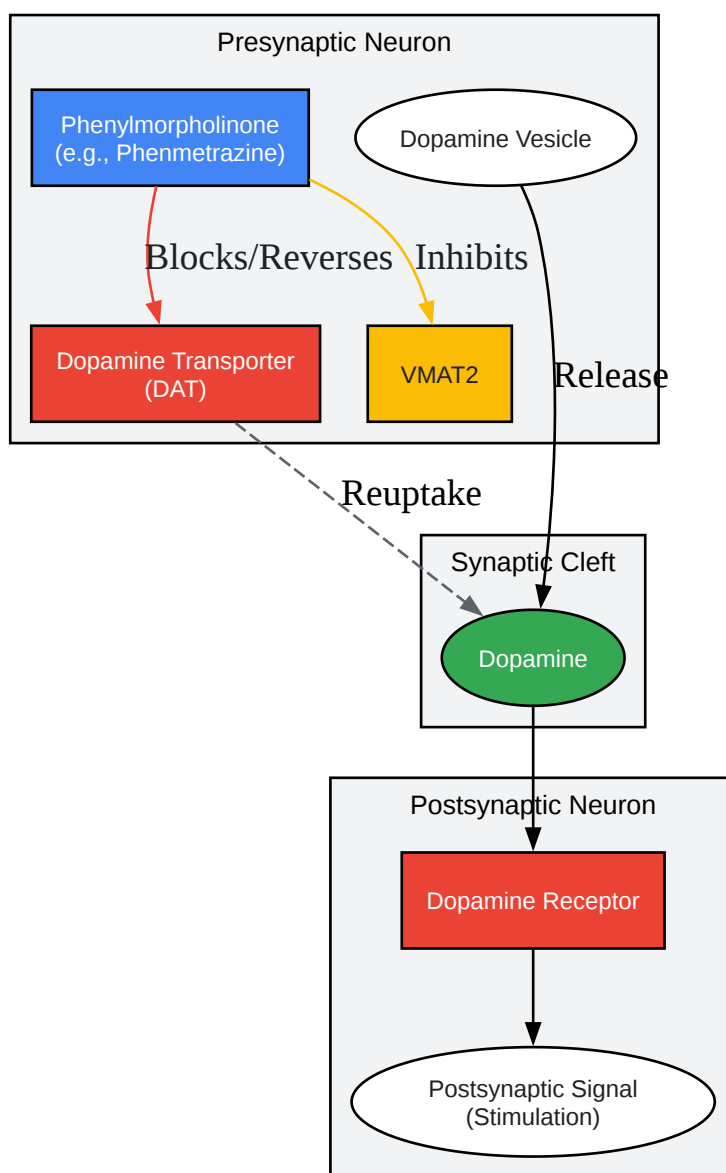 Presynaptic Neuron
Phenylmorpholinone
(e.g., Phenmetrazine)
Dopamine Vesicle
Blocks/Reverses
Inhibits
Dopamine Transporter
(DAT)
VMAT2
Release
Reuptake
Synaptic Cleft
Dopamine
Postsynaptic Neuron
Dopamine Receptor
Postsynaptic Signal
(Stimulation)